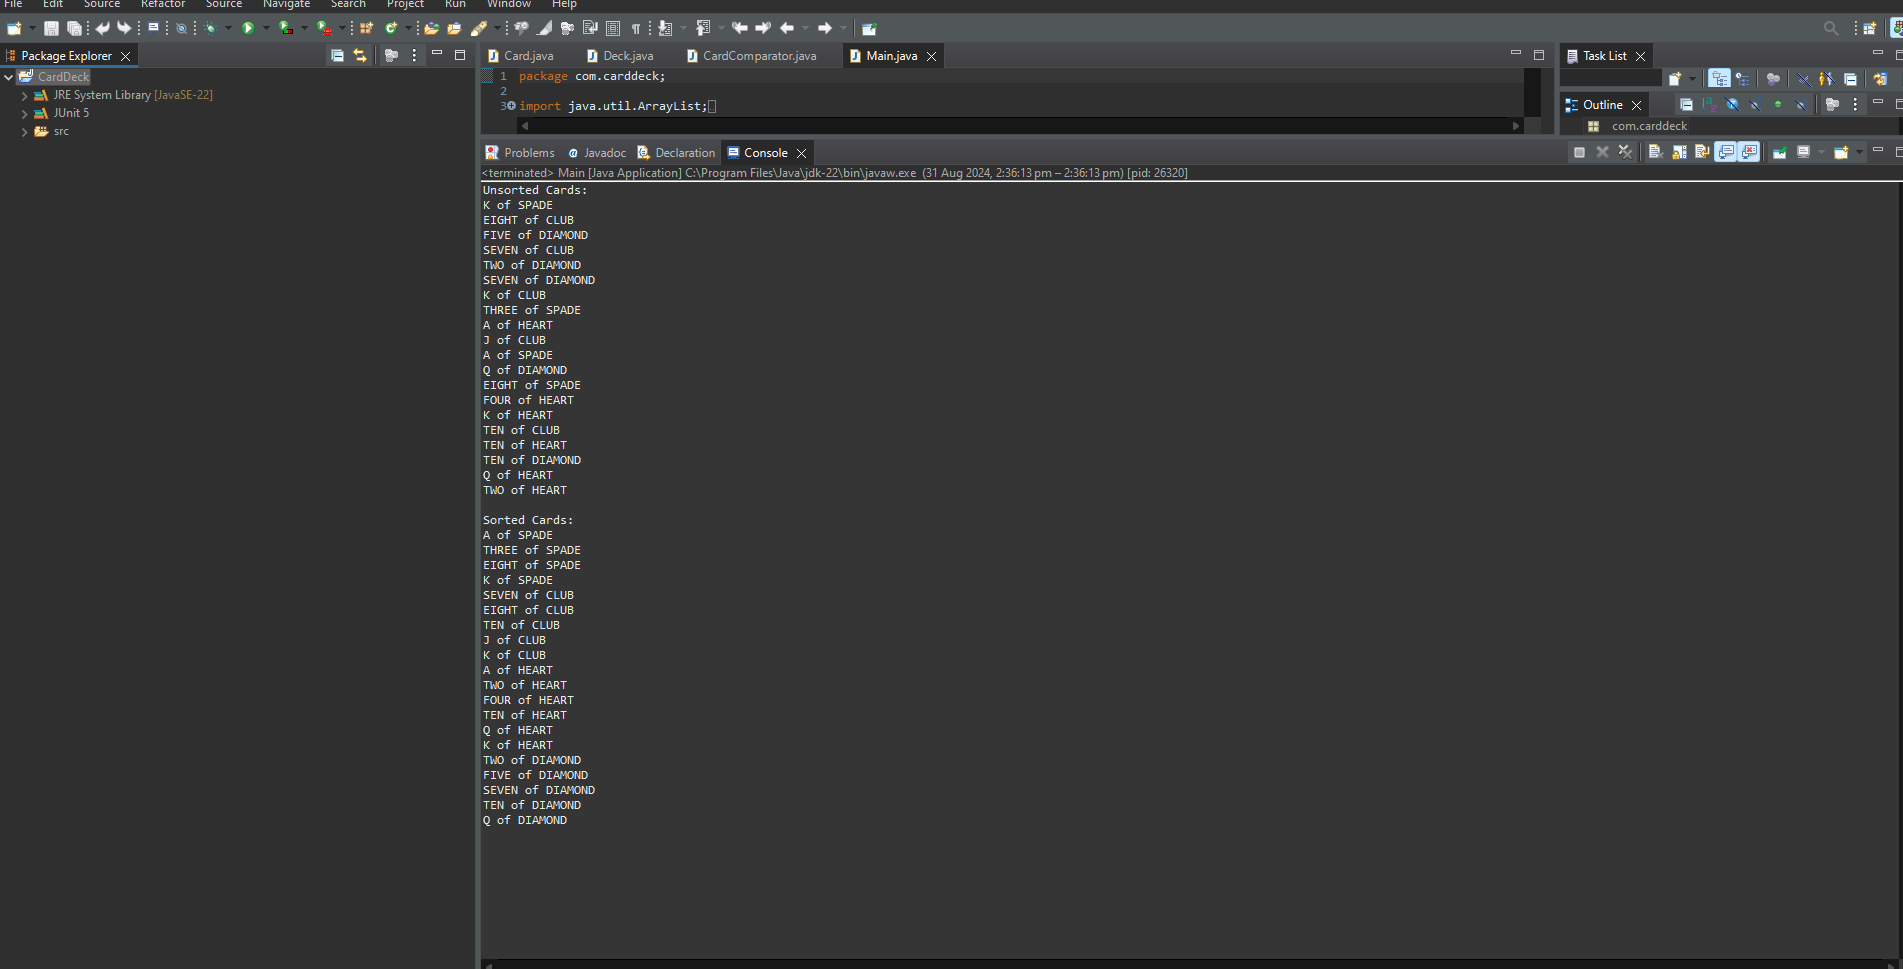 File Edit Source Refactor Source Navigate Search Project Run Window Help
Package Explorer
CardDeck
JRE System Library [JavaSE-22]
JUnit 5
src
Card.java Deck.java CardComparator.java Main.java
1 package com.carddeck;
2
3 import java.util.ArrayList;
Task List
Outline
com.carddeck
Problems Javadoc Declaration Console
<terminated> Main [Java Application] C:\Program Files\Java\jdk-22\bin\javaw.exe (31 Aug 2024, 2:36:13 pm – 2:36:13 pm) [pid: 26320]
Unsorted Cards:
K of SPADE
EIGHT of CLUB
FIVE of DIAMOND
SEVEN of CLUB
TWO of DIAMOND
SEVEN of DIAMOND
K of CLUB
THREE of SPADE
A of HEART
J of CLUB
A of SPADE
Q of DIAMOND
EIGHT of SPADE
FOUR of HEART
K of HEART
TEN of CLUB
TEN of HEART
TEN of DIAMOND
Q of HEART
TWO of HEART
Sorted Cards:
A of SPADE
THREE of SPADE
EIGHT of SPADE
K of SPADE
SEVEN of CLUB
EIGHT of CLUB
TEN of CLUB
J of CLUB
K of CLUB
A of HEART
TWO of HEART
FOUR of HEART
TEN of HEART
Q of HEART
K of HEART
TWO of DIAMOND
FIVE of DIAMOND
SEVEN of DIAMOND
TEN of DIAMOND
Q of DIAMOND